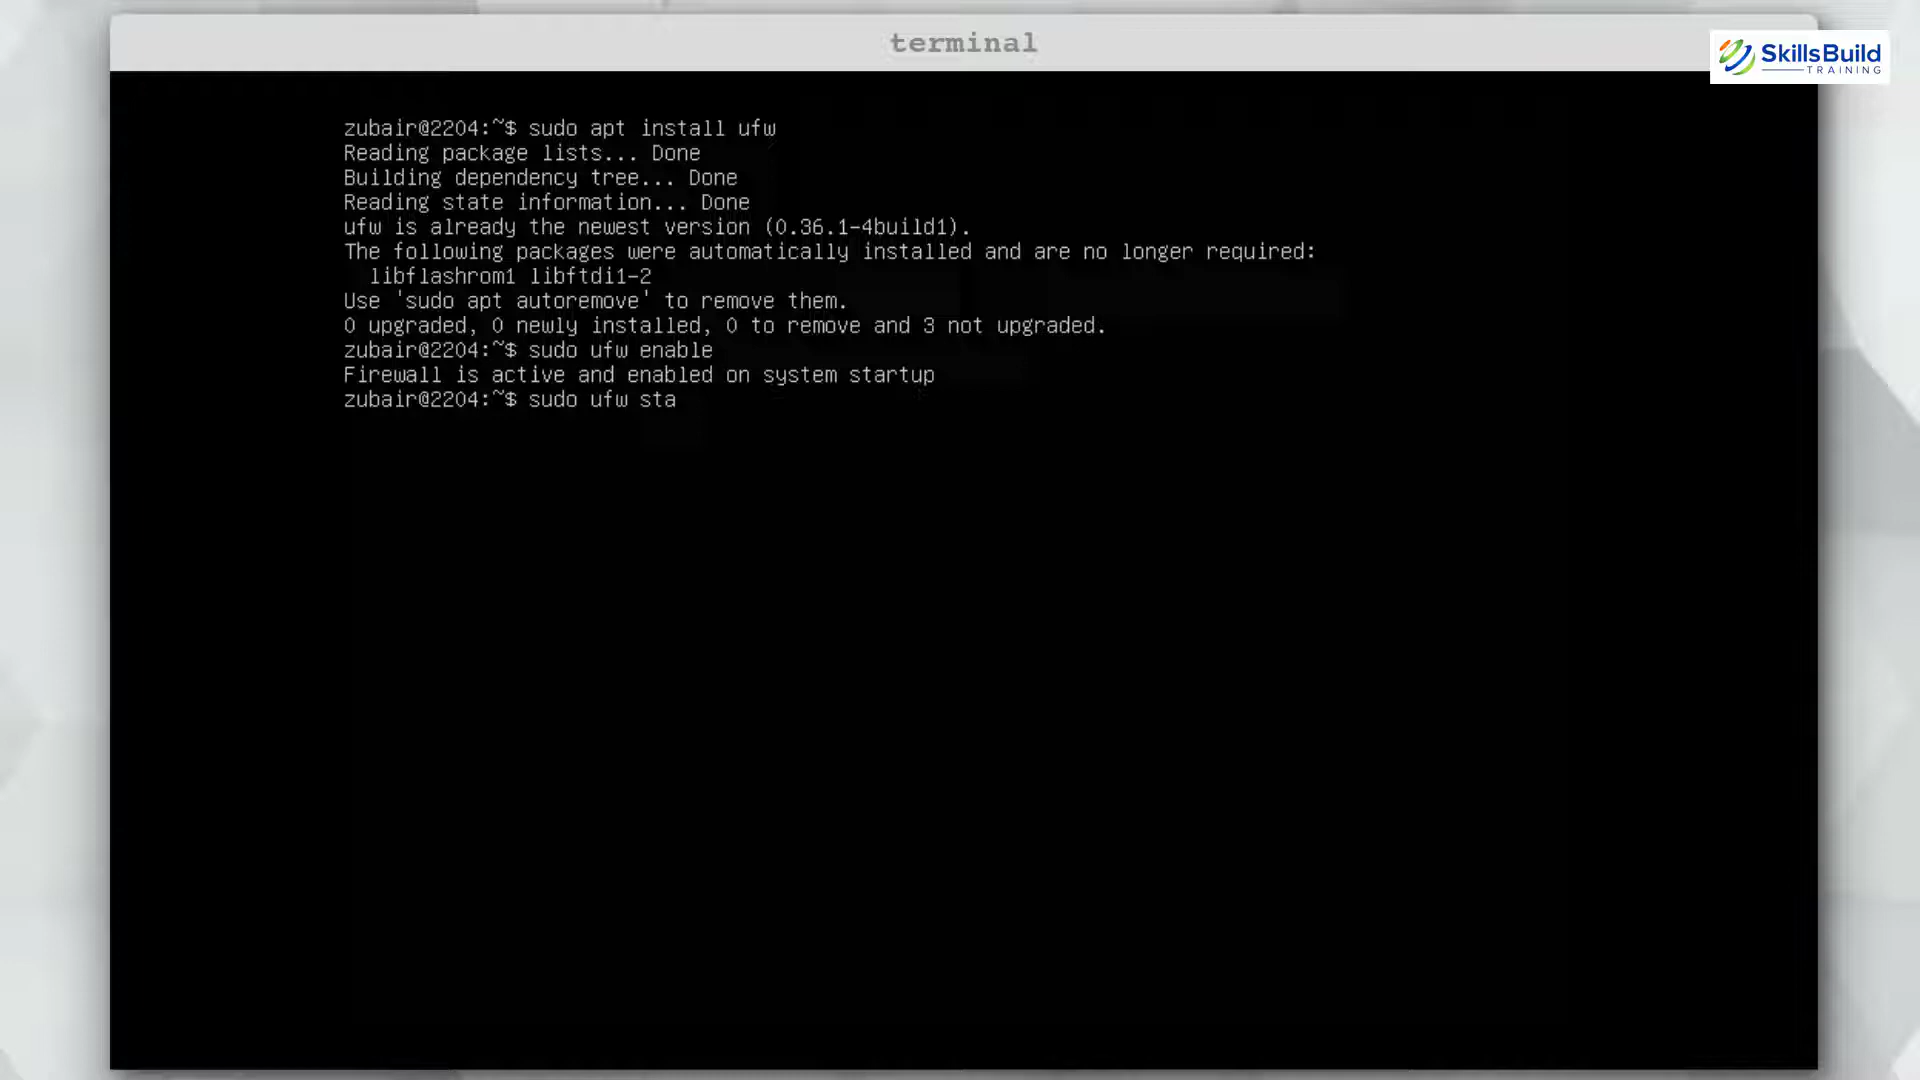 terminal
SkillsBuild
TRAINING
zubair@2204:~$ sudo apt install ufw
Reading package lists... Done
Building dependency tree... Done
Reading state information... Done
ufw is already the newest version (0.36.1-4build1).
The following packages were automatically installed and are no longer required:
  libflashrom1 libftdi1-2
Use 'sudo apt autoremove' to remove them.
0 upgraded, 0 newly installed, 0 to remove and 3 not upgraded.
zubair@2204:~$ sudo ufw enable
Firewall is active and enabled on system startup
zubair@2204:~$ sudo ufw sta